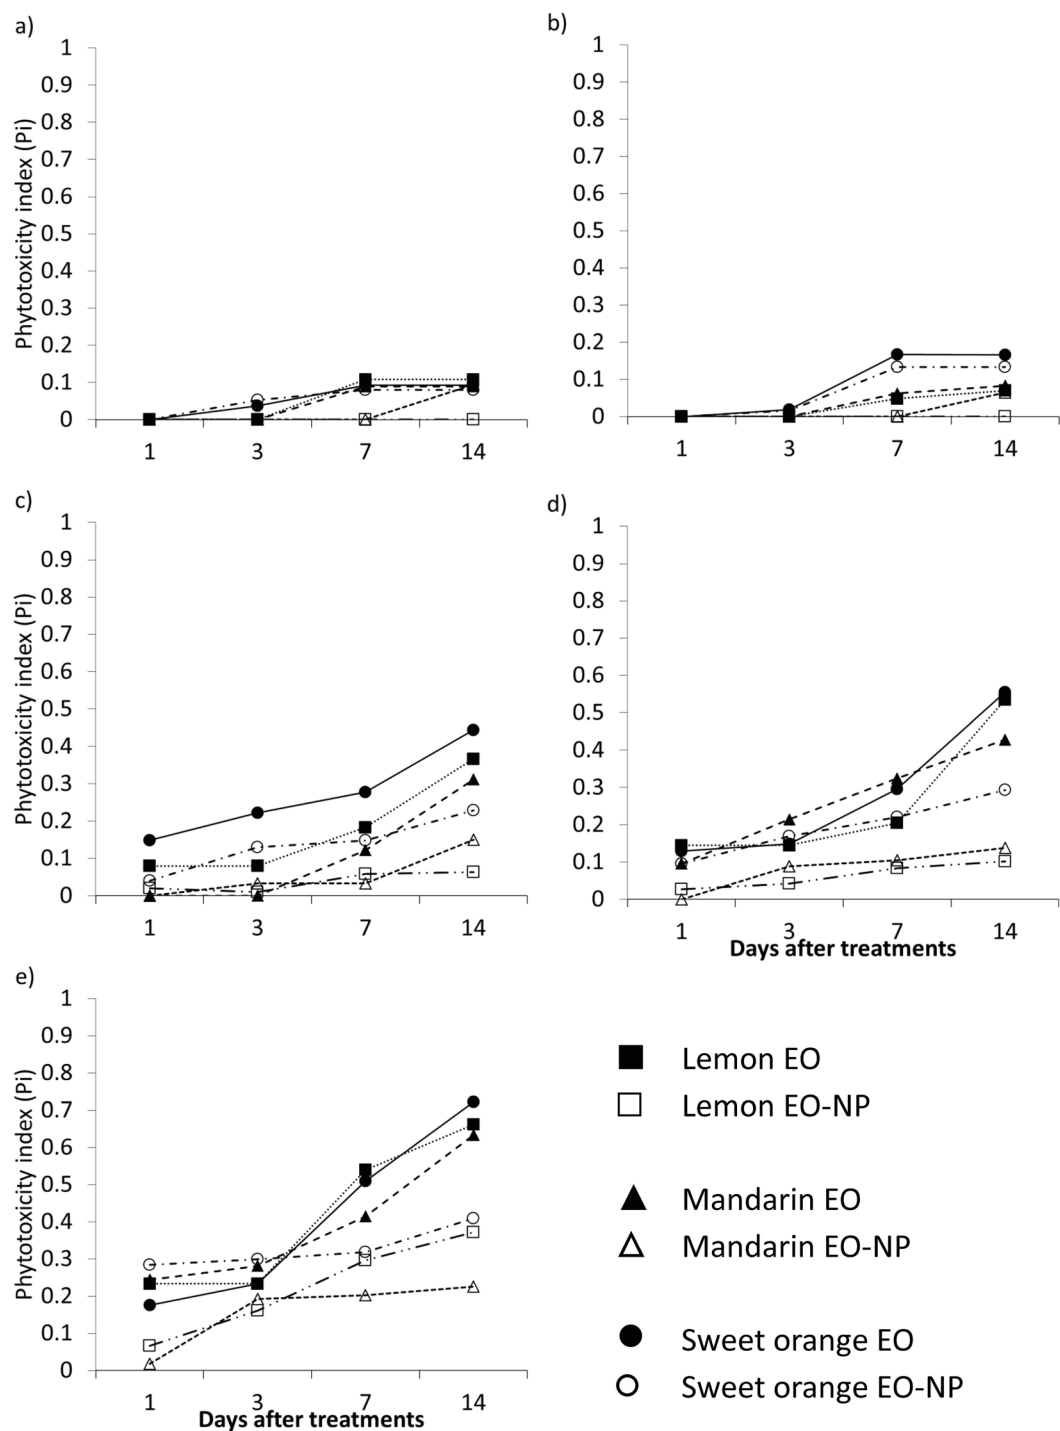 a)
Phytotoxicity index (Pi)
1
0.9
0.8
0.7
0.6
0.5
0.4
0.3
0.2
0.1
0
1 3 7 14
b)
1
0.9
0.8
0.7
0.6
0.5
0.4
0.3
0.2
0.1
0
1 3 7 14
c)
Phytotoxicity index (Pi)
1
0.9
0.8
0.7
0.6
0.5
0.4
0.3
0.2
0.1
0
1 3 7 14
d)
1
0.9
0.8
0.7
0.6
0.5
0.4
0.3
0.2
0.1
0
1 3 7 14
Days after treatments
e)
Phytotoxicity index (Pi)
1
0.9
0.8
0.7
0.6
0.5
0.4
0.3
0.2
0.1
0
1 3 7 14
Days after treatments
Lemon EO
Lemon EO-NP
Mandarin EO
Mandarin EO-NP
Sweet orange EO
Sweet orange EO-NP